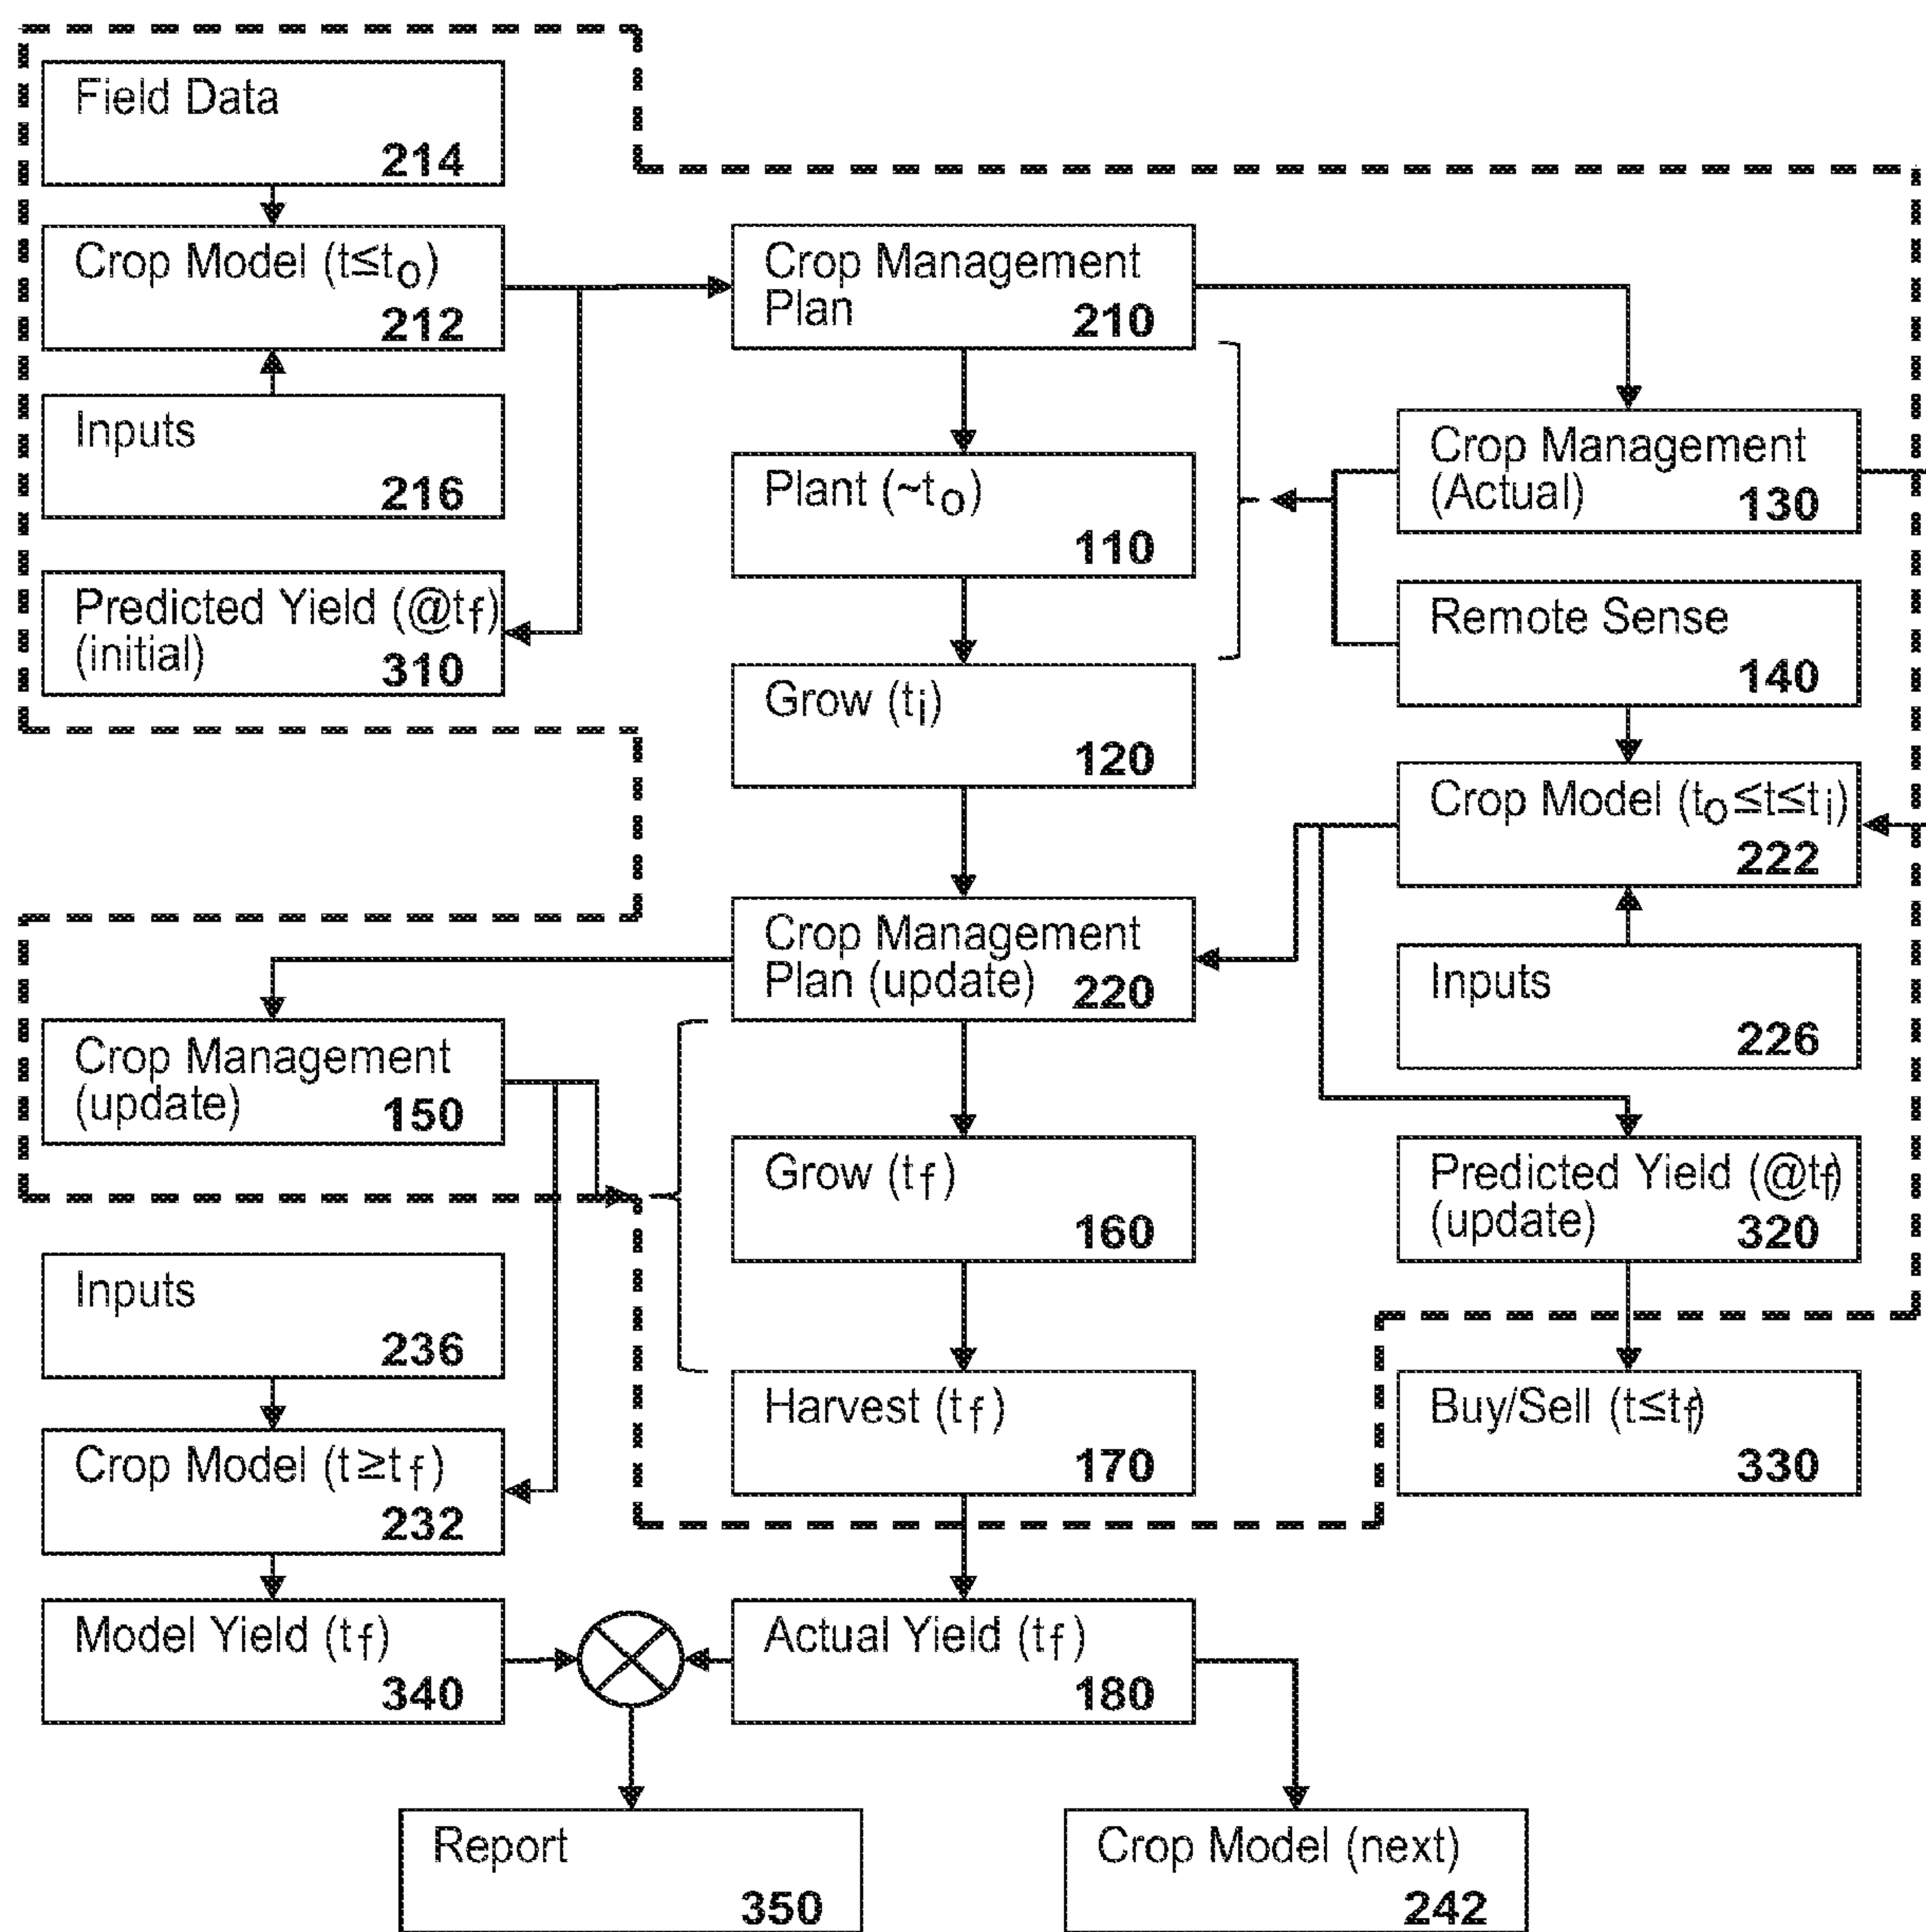 Field Data
214
Crop Model (t≤to)
212
Inputs
216
Predicted Yield (@tf)
(initial)
310
Crop Management
Plan
210
Plant (~to)
110
Grow (ti)
120
Crop Management
(Actual)
130
Remote Sense
140
Crop Model (to≤t≤ti)
222
Inputs
226
Crop Management
Plan (update)
220
Crop Management
(update)
150
Grow (tf)
160
Predicted Yield (@tf)
(update)
320
Inputs
236
Harvest (tf)
170
Buy/Sell (t≤tf)
330
Crop Model (t≥tf)
232
Model Yield (tf)
340
Actual Yield (tf)
180
Report
350
Crop Model (next)
242